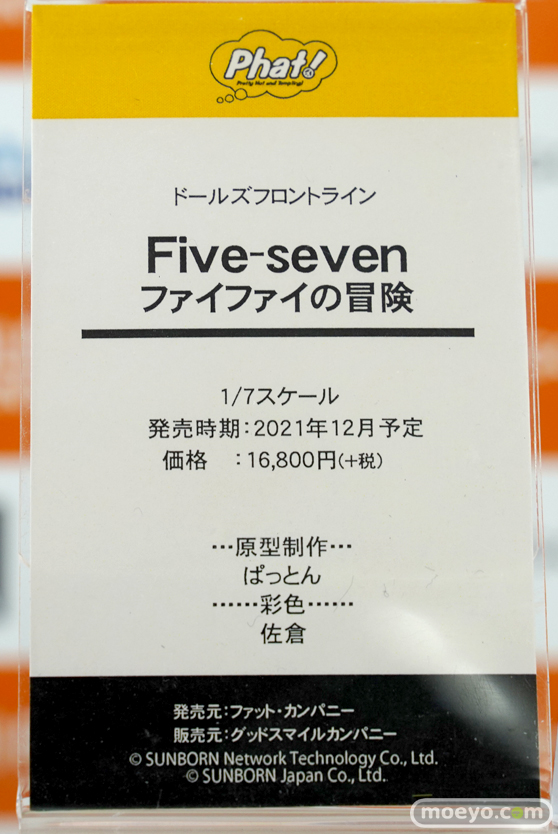 Phat!
Pretty Hot and Tempting!
ドールズフロントライン
Five-seven
ファイファイの冒険
1/7スケール
発売時期：2021年12月予定
価格　：16,800円(+税)
…原型制作…
ぱっとん
……彩色……
佐倉
発売元：ファット・カンパニー
販売元：グッドスマイルカンパニー
© SUNBORN Network Technology Co., Ltd.
© SUNBORN Japan Co., Ltd.
moeyo.com